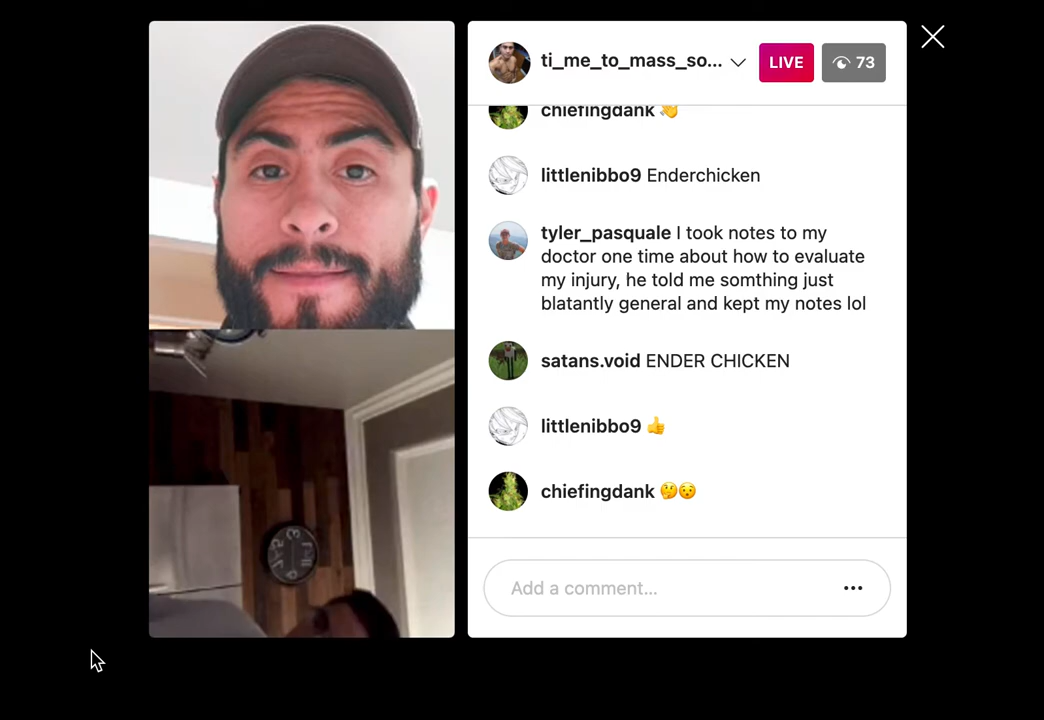 ti_me_to_mass_so...
LIVE
73
chiefingdank 👋
littlenibbo9 Enderchicken
tyler_pasquale I took notes to my
doctor one time about how to evaluate
my injury, he told me somthing just
blatantly general and kept my notes lol
satans.void ENDER CHICKEN
littlenibbo9 👍
chiefingdank 🤔😯
Add a comment...